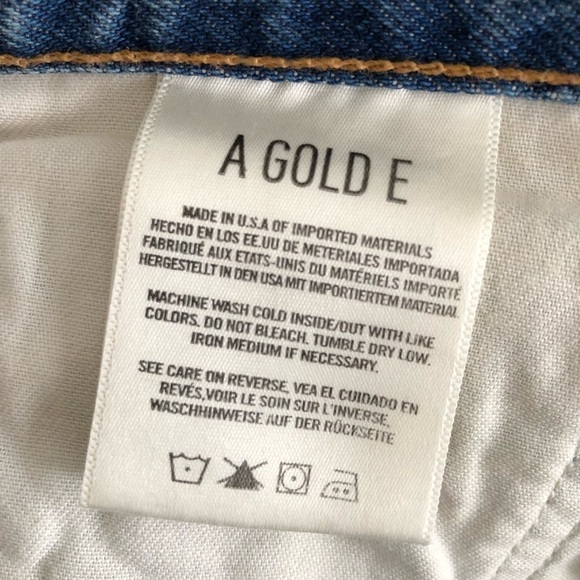 A GOLD E
MADE IN U.S.A OF IMPORTED MATERIALS
HECHO EN LOS EE.UU DE METERIALES IMPORTADA
FABRIQUÉ AUX ETATS-UNIS DU MATÉRIELS IMPORTÉ
HERGESTELLT IN DEN USA MIT IMPORTIERTEM MATERIAL
MACHINE WASH COLD INSIDE/OUT WITH LIKE
COLORS. DO NOT BLEACH. TUMBLE DRY LOW.
IRON MEDIUM IF NECESSARY.
SEE CARE ON REVERSE. VEA EL CUIDADO EN
REVÉS,VOIR LE SOIN SUR L'INVERSE.
WASCHHINWEISE AUF DER RÜCKSEITE